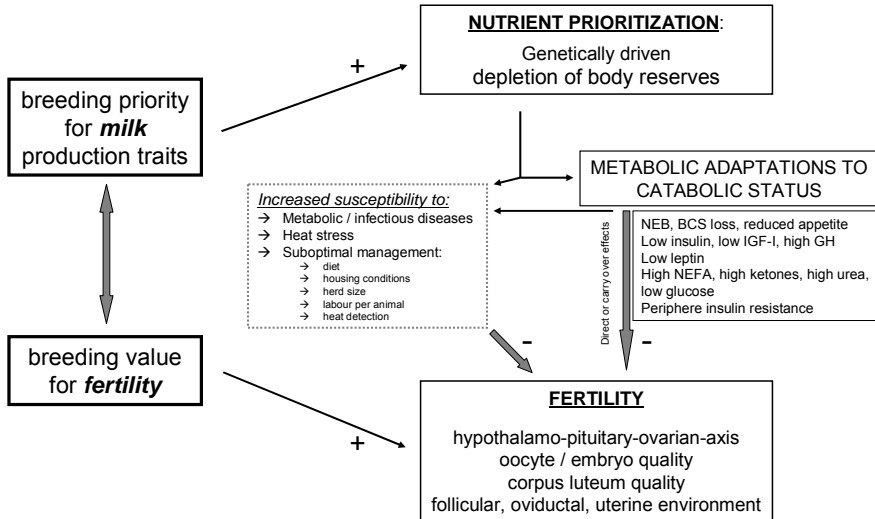 NUTRIENT PRIORITIZATION:
Genetically driven
depletion of body reserves
+
breeding priority
for milk
production traits
METABOLIC ADAPTATIONS TO
CATABOLIC STATUS
Increased susceptibility to:
→ Metabolic / infectious diseases
→ Heat stress
→ Suboptimal management:
→ diet
→ housing conditions
→ herd size
→ labour per animal
→ heat detection
Direct or carry over effects
NEB, BCS loss, reduced appetite
Low insulin, low IGF-I, high GH
Low leptin
High NEFA, high ketones, high urea,
low glucose
Periphere insulin resistance
-
-
breeding value
for fertility
+
FERTILITY
hypothalamo-pituitary-ovarian-axis
oocyte / embryo quality
corpus luteum quality
follicular, oviductal, uterine environment